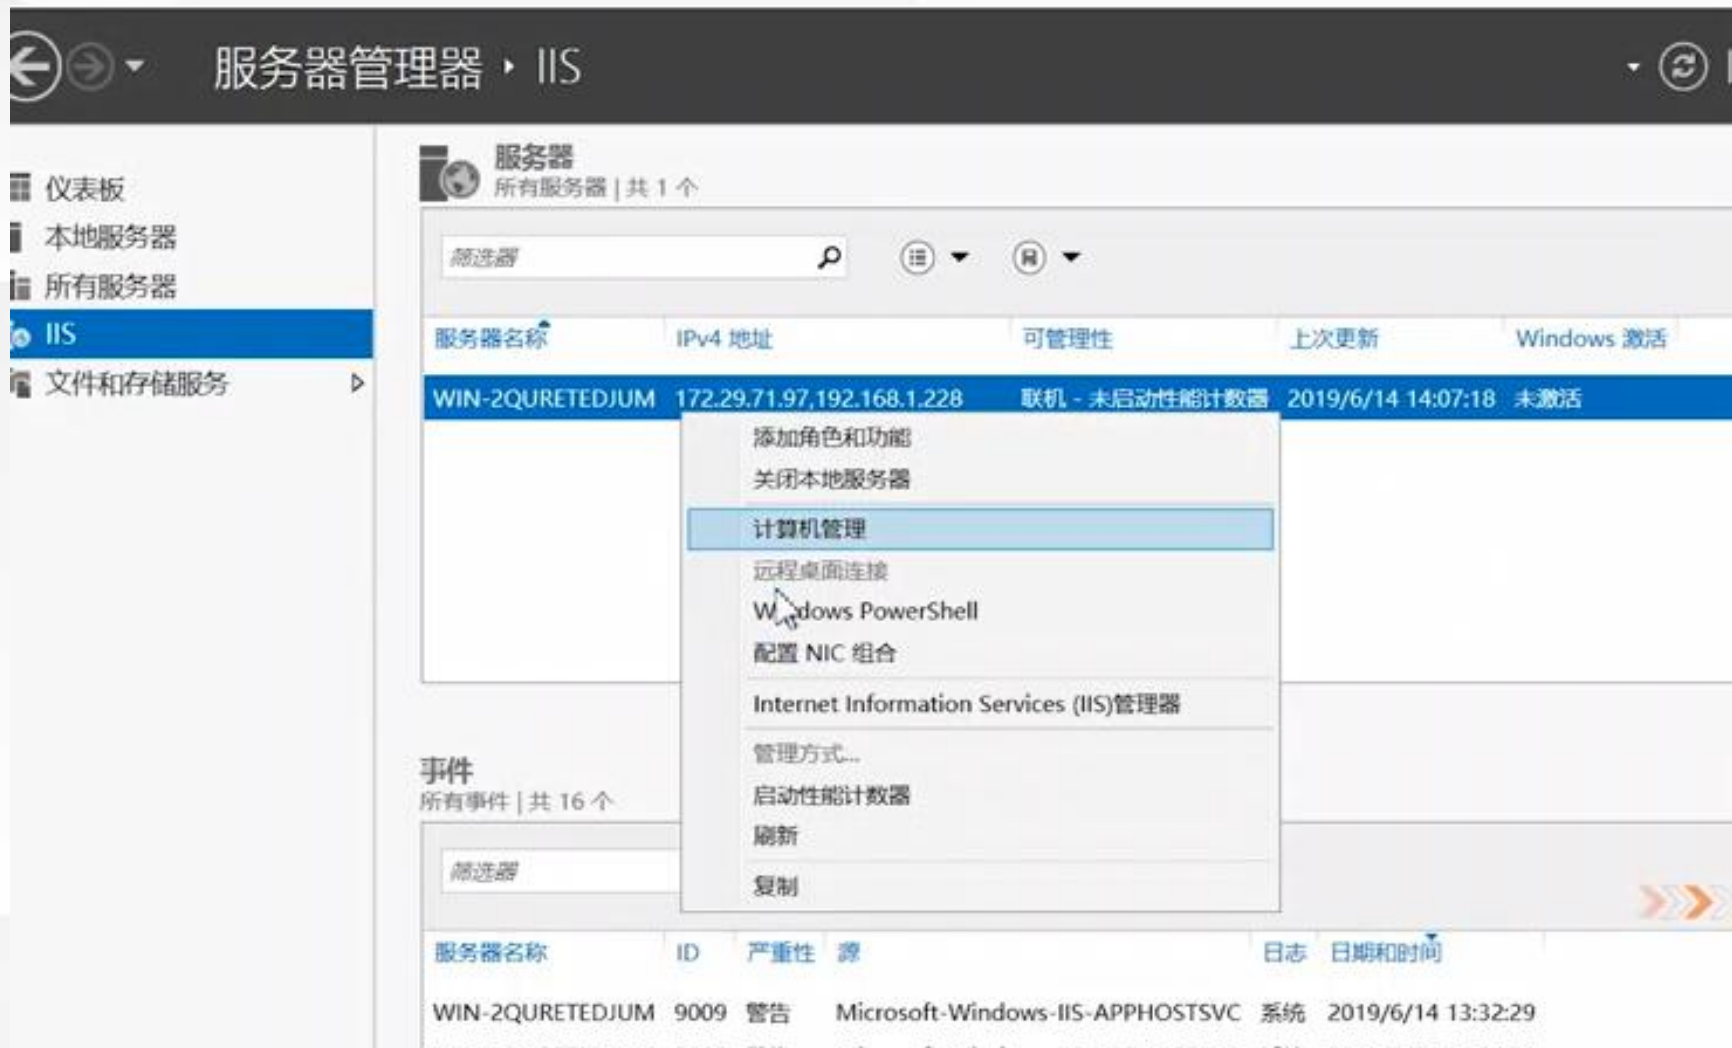 服务器管理器 · IIS
仪表板
本地服务器
所有服务器
IIS
文件和存储服务
服务器
所有服务器 | 共 1 个
筛选器
服务器名称 IPv4 地址 可管理性 上次更新 Windows 激活
WIN-2QURETEDJUM 172.29.71.97,192.168.1.228 联机 - 未启动性能计数器 2019/6/14 14:07:18 未激活
添加角色和功能
关闭本地服务器
计算机管理
远程桌面连接
Windows PowerShell
配置 NIC 组合
Internet Information Services (IIS)管理器
管理方式...
启动性能计数器
刷新
复制
事件
所有事件 | 共 16 个
筛选器
服务器名称 ID 严重性 源 日志 日期和时间
WIN-2QURETEDJUM 9009 警告 Microsoft-Windows-IIS-APPHOSTSVC 系统 2019/6/14 13:32:29